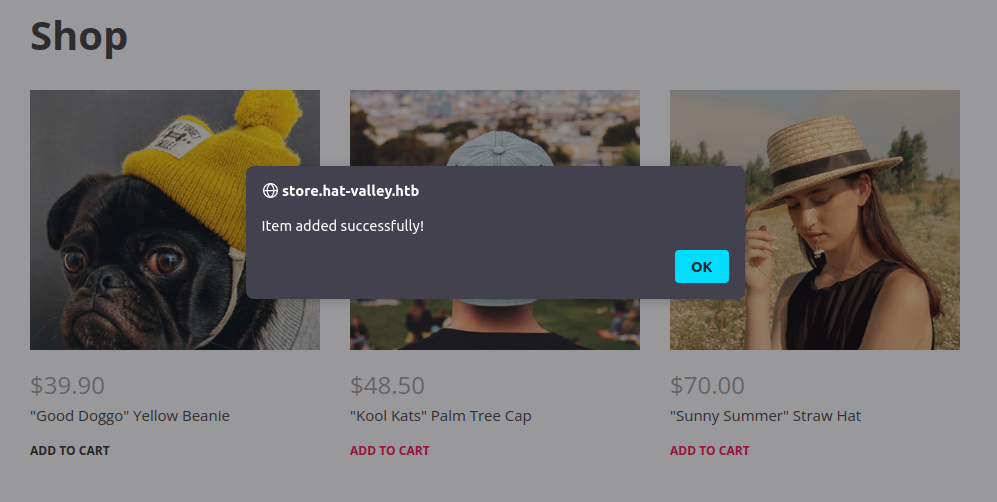 Shop
store.hat-valley.htb
Item added successfully!
OK
$39.90
"Good Doggo" Yellow Beanie
ADD TO CART
$48.50
"Kool Kats" Palm Tree Cap
ADD TO CART
$70.00
"Sunny Summer" Straw Hat
ADD TO CART